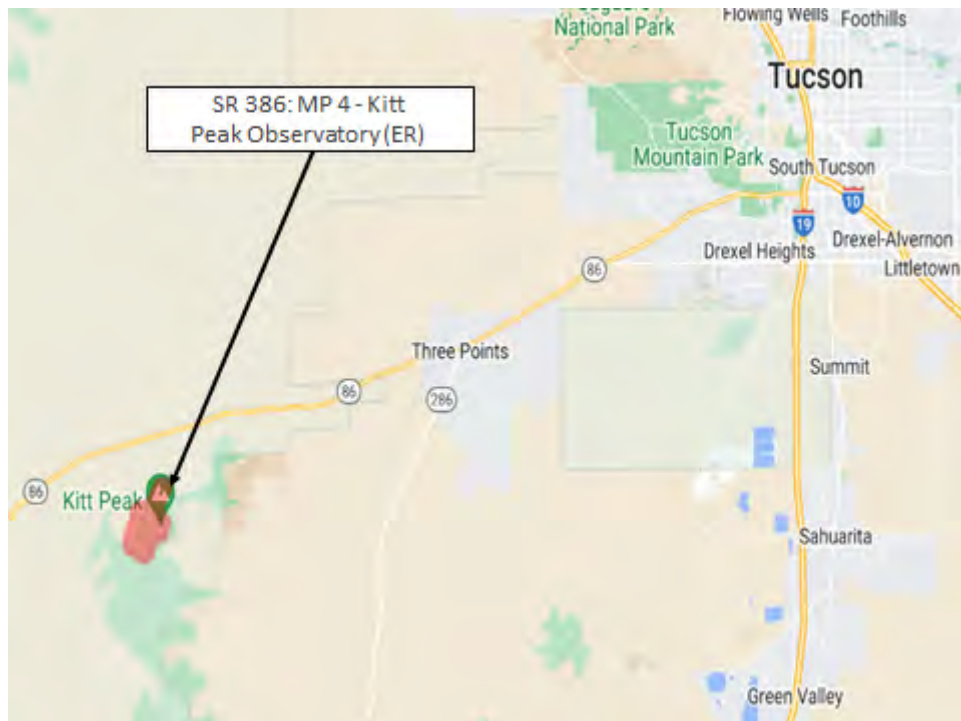 National Park
Flowing Wells
Foothills
Tucson
SR 386: MP 4 - Kitt
Peak Observatory (ER)
Tucson
Mountain Park
South Tucson
10
19
Drexel Heights
Drexel-Alvernon
Littletown
86
Three Points
Summit
86
286
86
Kitt Peak
Sahuarita
Green Valley